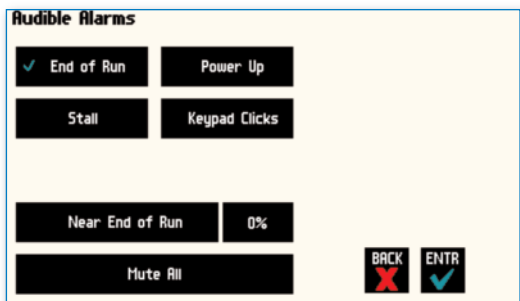 Audible Alarms
End of Run
Power Up
Stall
Keypad Clicks
Near End of Run
0%
Mute All
BACK
ENTR